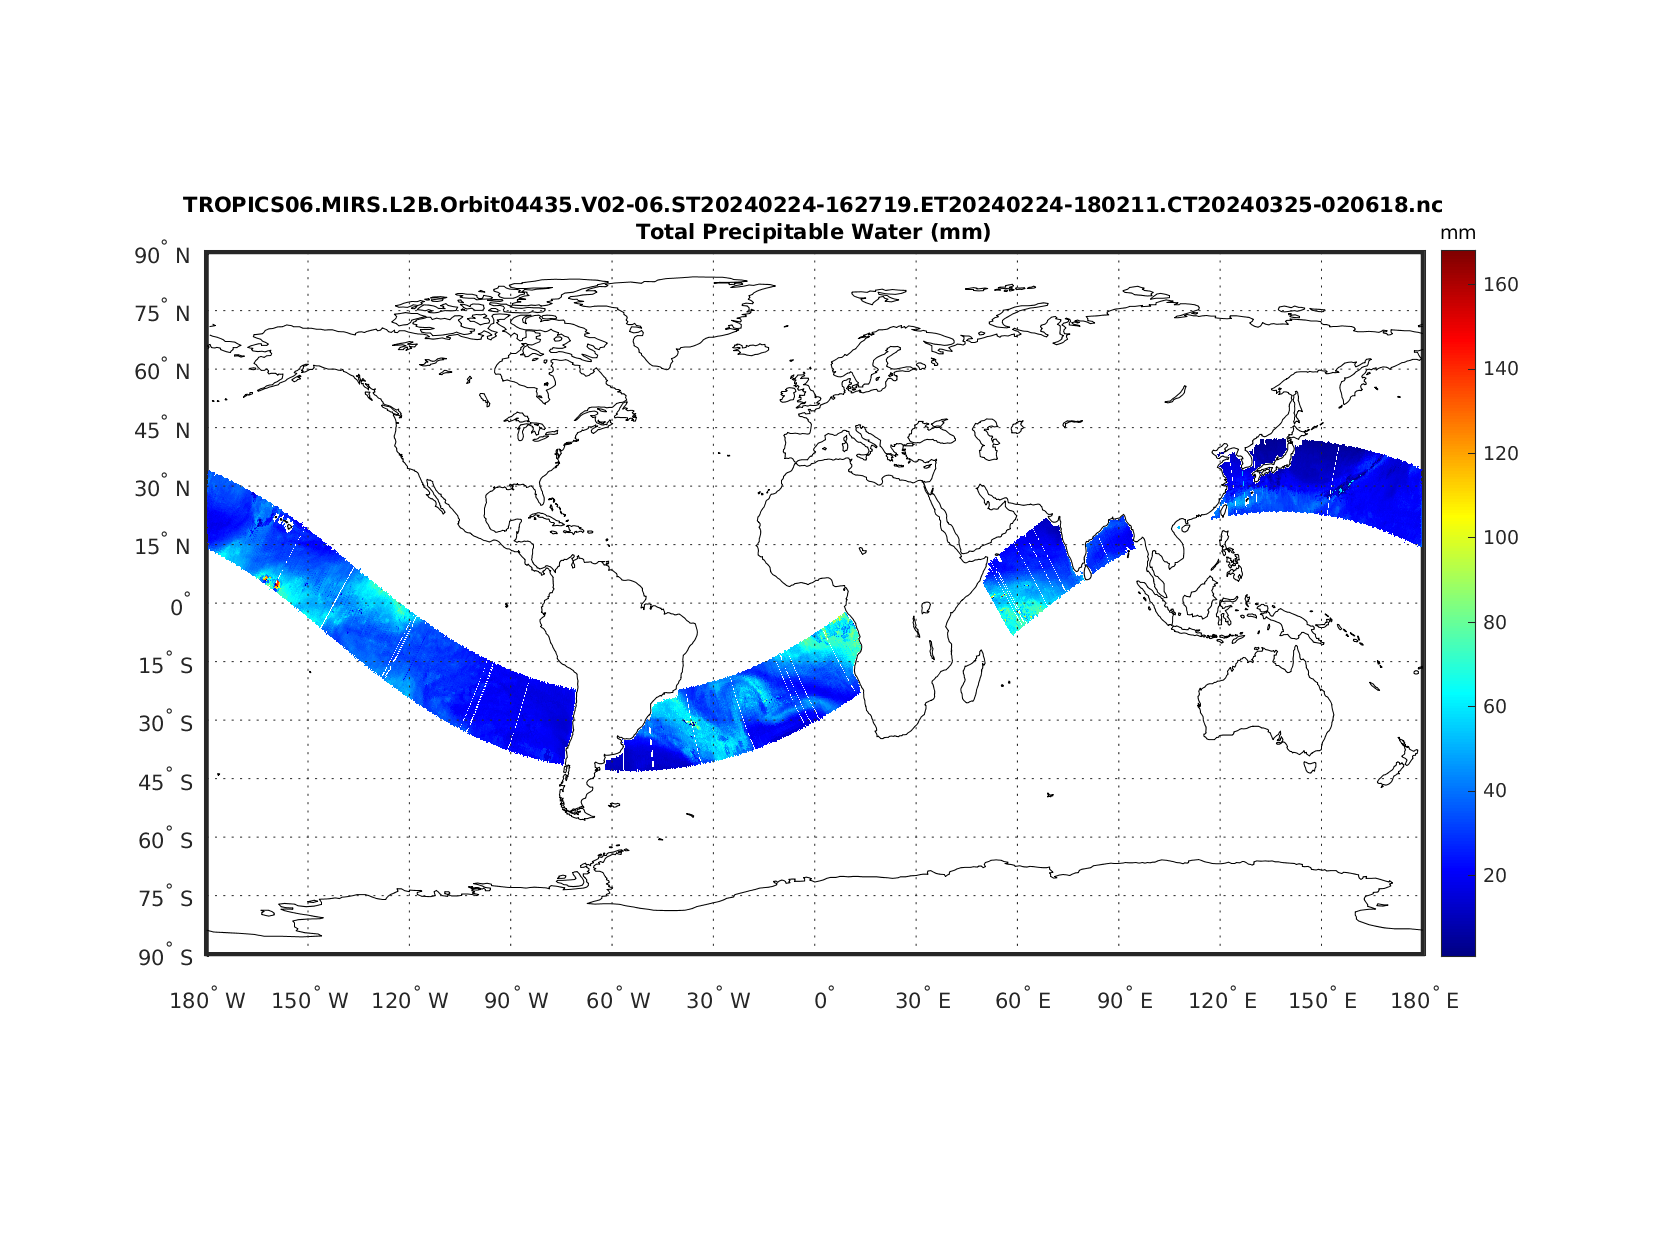 TROPICS06.MIRS.L2B.Orbit04435.V02-06.ST20240224-162719.ET20240224-180211.CT20240325-020618.nc
Total Precipitable Water (mm)
mm
90° N
75° N
60° N
45° N
30° N
15° N
0°
15° S
30° S
45° S
60° S
75° S
90° S
180° W 150° W 120° W 90° W 60° W 30° W 0° 30° E 60° E 90° E 120° E 150° E 180° E
160
140
120
100
80
60
40
20